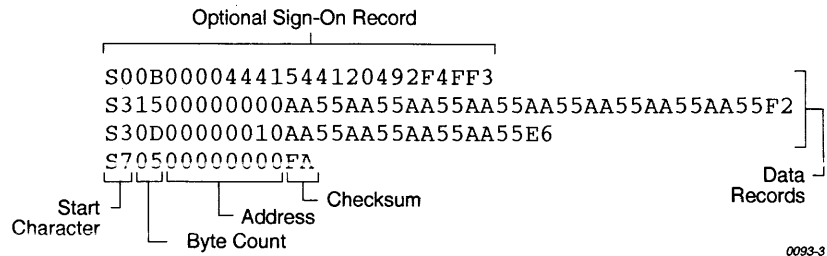 Optional Sign-On Record
S00B00004441544120492F4FF3
S31500000000AA55AA55AA55AA55AA55AA55AA55AA55F2
S30D00000010AA55AA55AA55AA55E6
S70500000000FA
Data
Records
Checksum
Start
Character
Address
Byte Count
0093-3